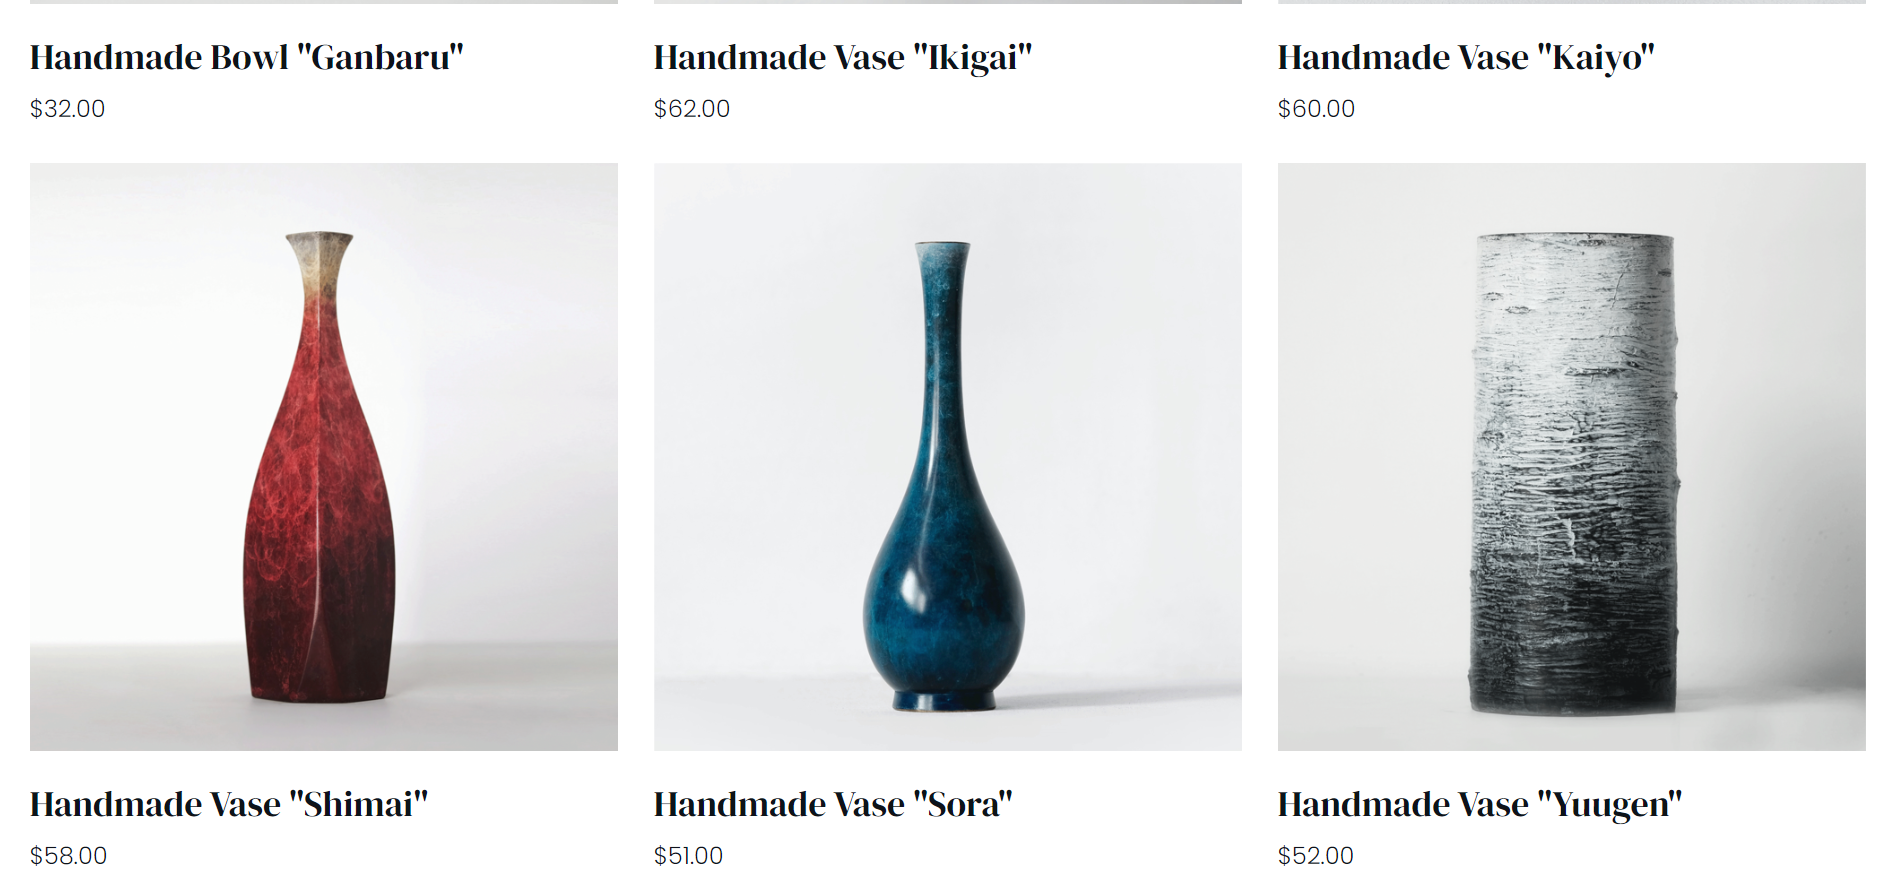 Handmade Bowl "Ganbaru"
$32.00
Handmade Vase "Ikigai"
$62.00
Handmade Vase "Kaiyo"
$60.00
Handmade Vase "Shimai"
$58.00
Handmade Vase "Sora"
$51.00
Handmade Vase "Yuugen"
$52.00